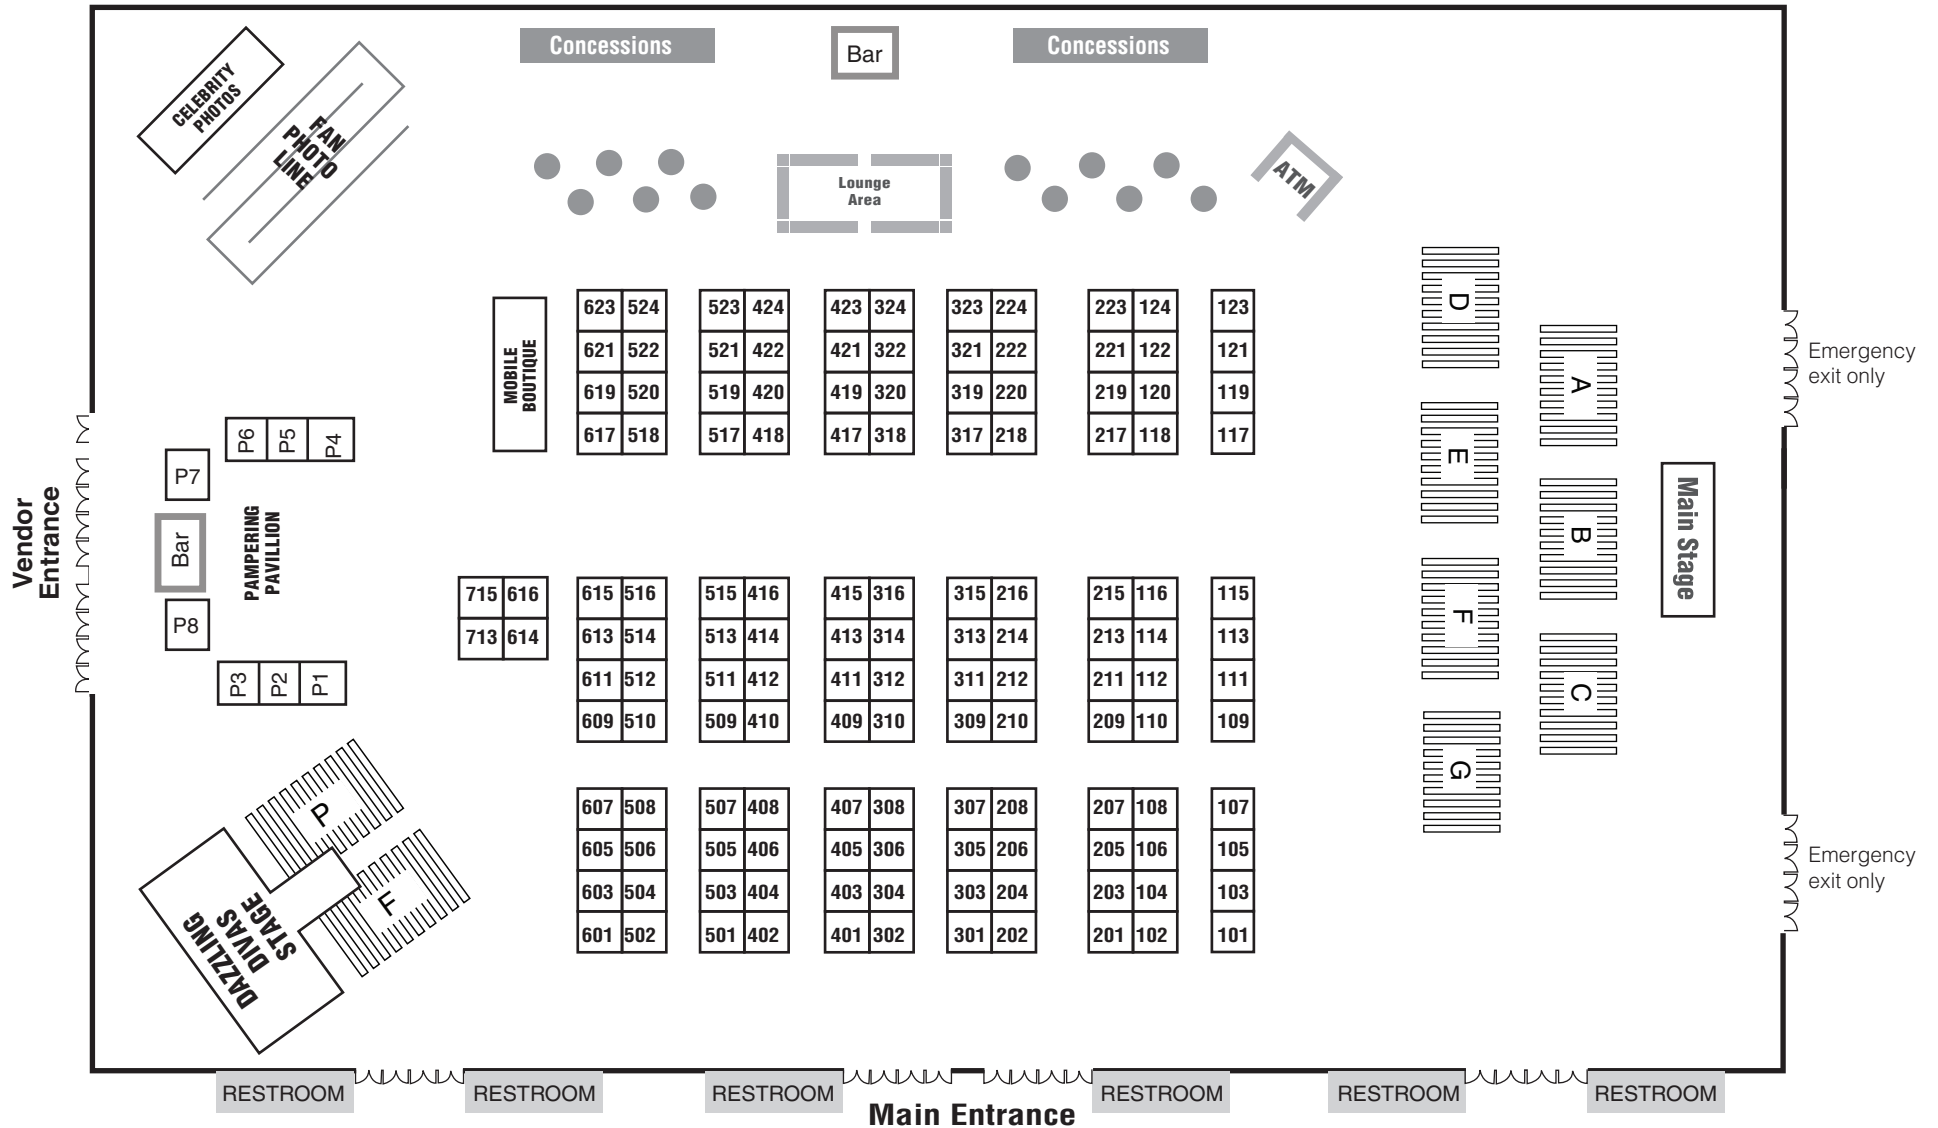 Concessions
Bar
Concessions
CELEBRITY
PHOTOS
FAN
PHOTO
LINE
Lounge
Area
ATM
MOBILE
BOUTIQUE
623 524 523 424 423 324 323 224 223 124 123
621 522 521 422 421 322 321 222 221 122 121
619 520 519 420 419 320 319 220 219 120 119
617 518 517 418 417 318 317 218 217 118 117
D
A
E
B
F
C
G
Main Stage
Emergency
exit only
Vendor
Entrance
P6 P5 P4
P7
Bar
PAMPERING
PAVILLION
P8
P3 P2 P1
715 616 615 516 515 416 415 316 315 216 215 116 115
713 614 613 514 513 414 413 314 313 214 213 114 113
611 512 511 412 411 312 311 212 211 112 111
609 510 509 410 409 310 309 210 209 110 109
607 508 507 408 407 308 307 208 207 108 107
605 506 505 406 405 306 305 206 205 106 105
603 504 503 404 403 304 303 204 203 104 103
601 502 501 402 401 302 301 202 201 102 101
P
F
DAZZLING
DIVAS
STAGE
Emergency
exit only
RESTROOM RESTROOM RESTROOM RESTROOM RESTROOM RESTROOM
Main Entrance